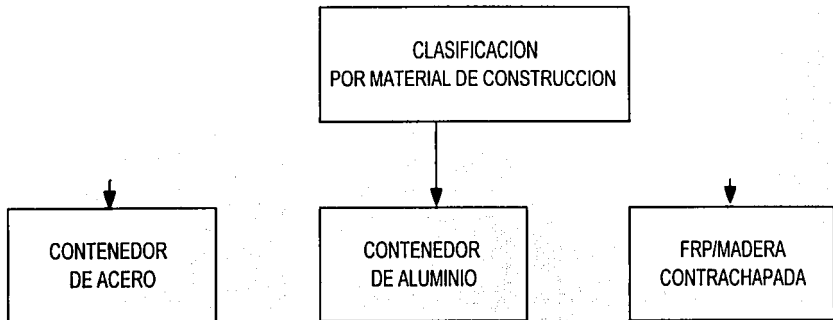 CLASIFICACION
POR MATERIAL DE CONSTRUCCION
CONTENEDOR
DE ACERO
CONTENEDOR
DE ALUMINIO
FRP/MADERA
CONTRACHAPADA